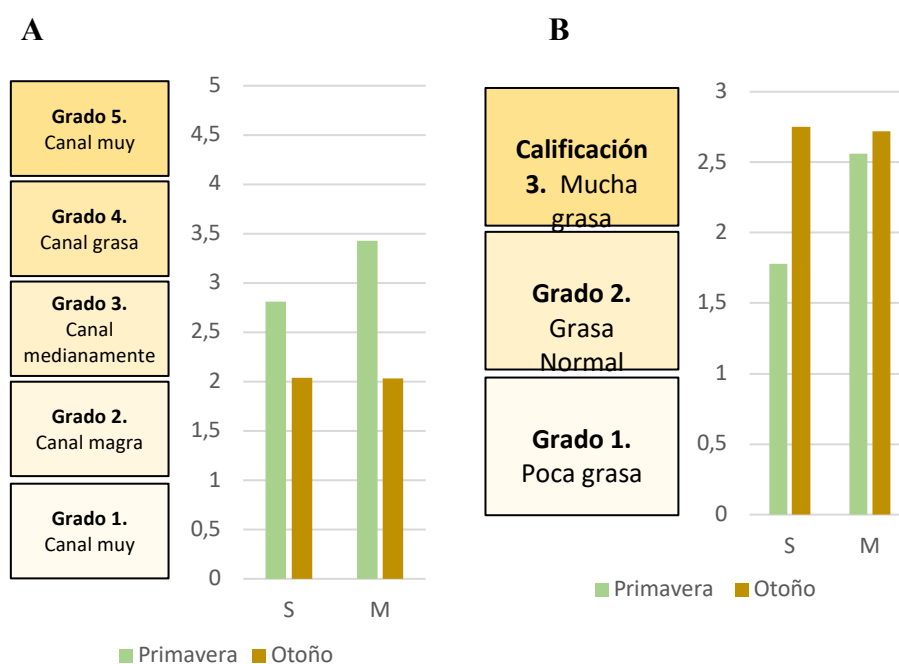 A
Grado 5.
Canal muy
Grado 4.
Canal grasa
Grado 3.
Canal
medianamente
Grado 2.
Canal magra
Grado 1.
Canal muy
5
4,5
4
3,5
3
2,5
2
1,5
1
0,5
0
S M
Primavera Otoño
B
Calificación
3. Mucha
grasa
Grado 2.
Grasa
Normal
Grado 1.
Poca grasa
3
2,5
2
1,5
1
0,5
0
S M
Primavera Otoño